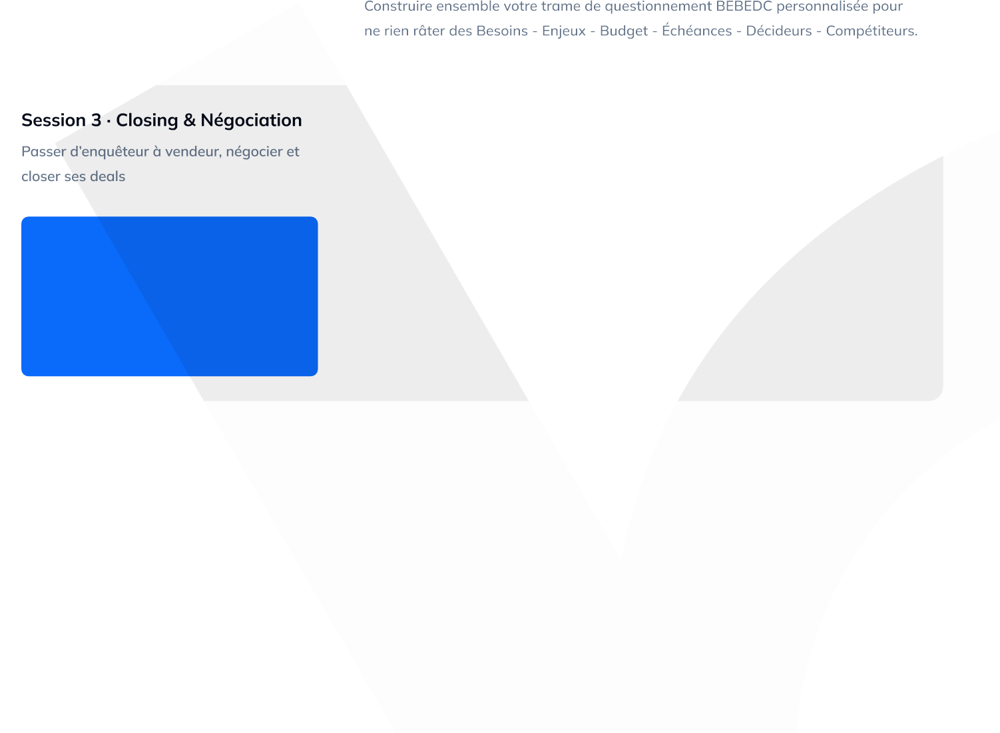 Construire ensemble votre trame de questionnement BEBEDC personnalisée pour
ne rien râter des Besoins - Enjeux - Budget - Échéances - Décideurs - Compétiteurs.
Session 3 · Closing & Négociation
Passer d’enquêteur à vendeur, négocier et
closer ses deals